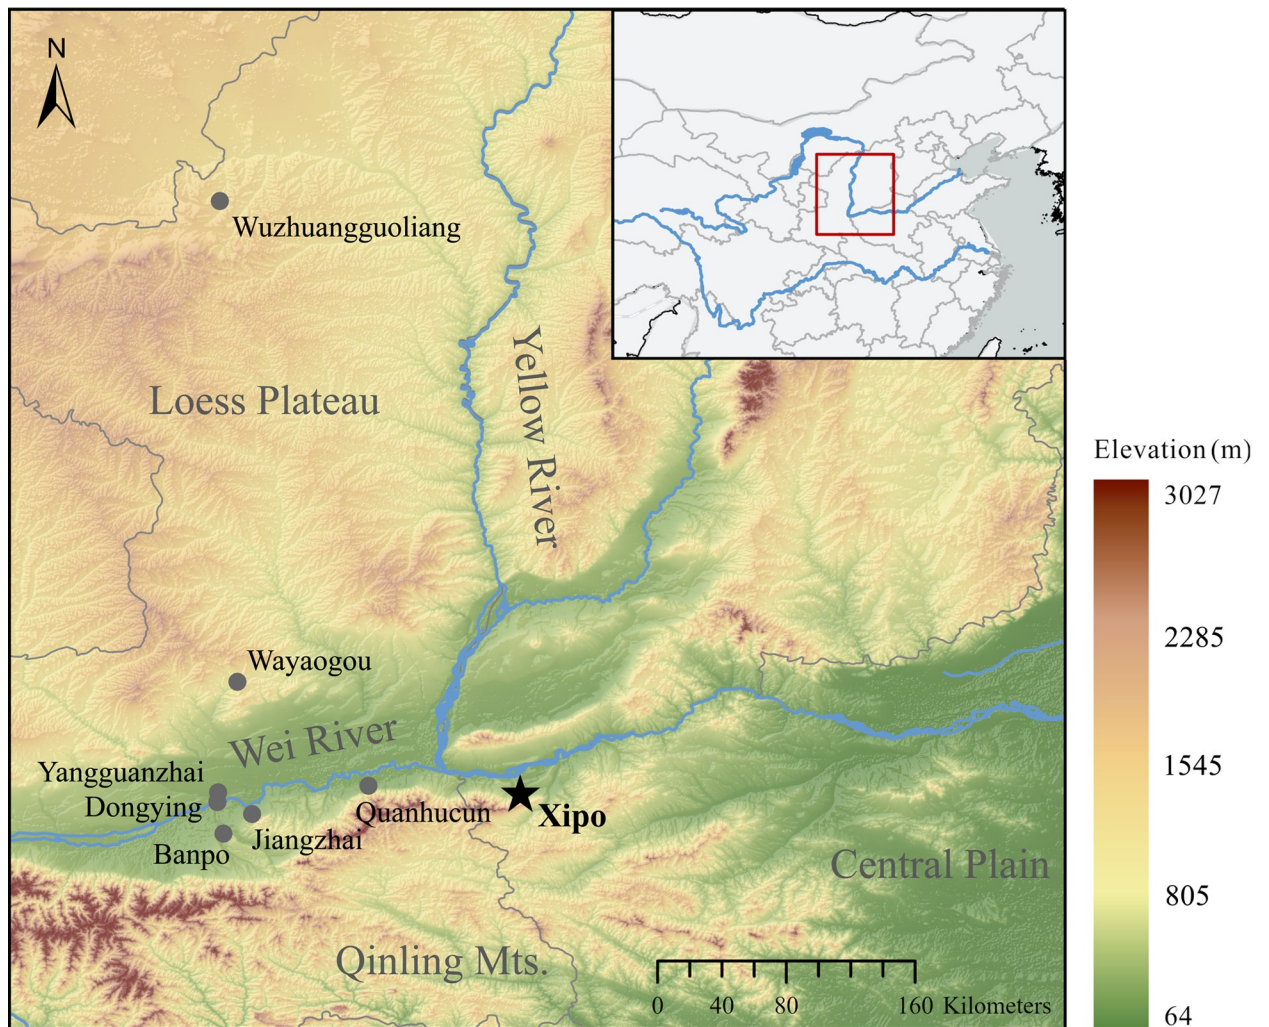 N
Wuzhuangguoliang
Loess Plateau
Yellow River
Elevation (m)
3027
2285
1545
805
64
Wayaogou
Wei River
Yangguanzhai
Dongying
Quanhucun
Xipo
Jiangzhai
Banpo
Central Plain
Qinling Mts.
0 40 80 160 Kilometers